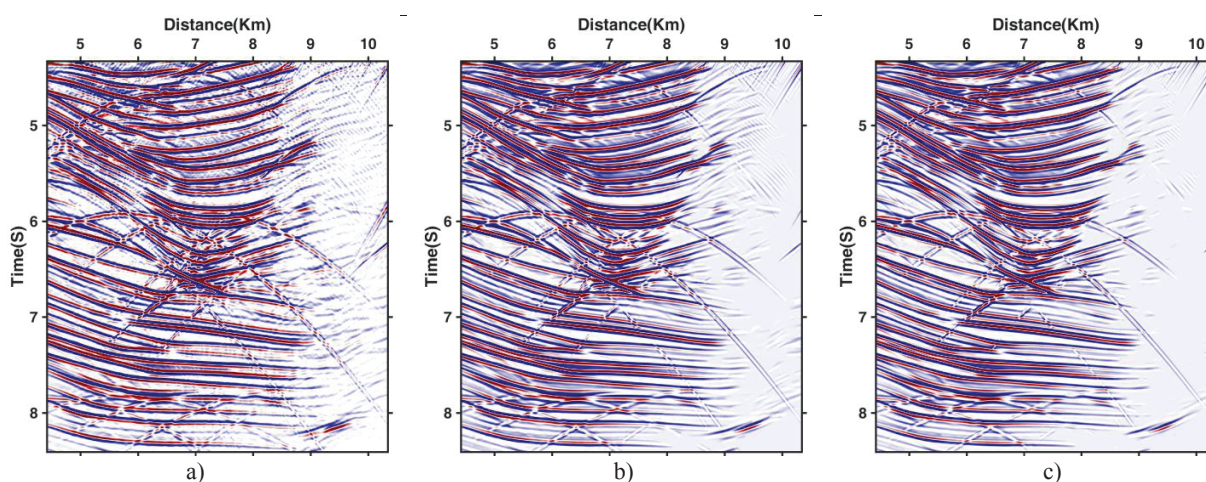 Distance(Km) Distance(Km) Distance(Km)
5 6 7 8 9 10 5 6 7 8 9 10 5 6 7 8 9 10
5 5 5
6 6 6
Time(S) Time(S) Time(S)
7 7 7
8 8 8
a) b) c)